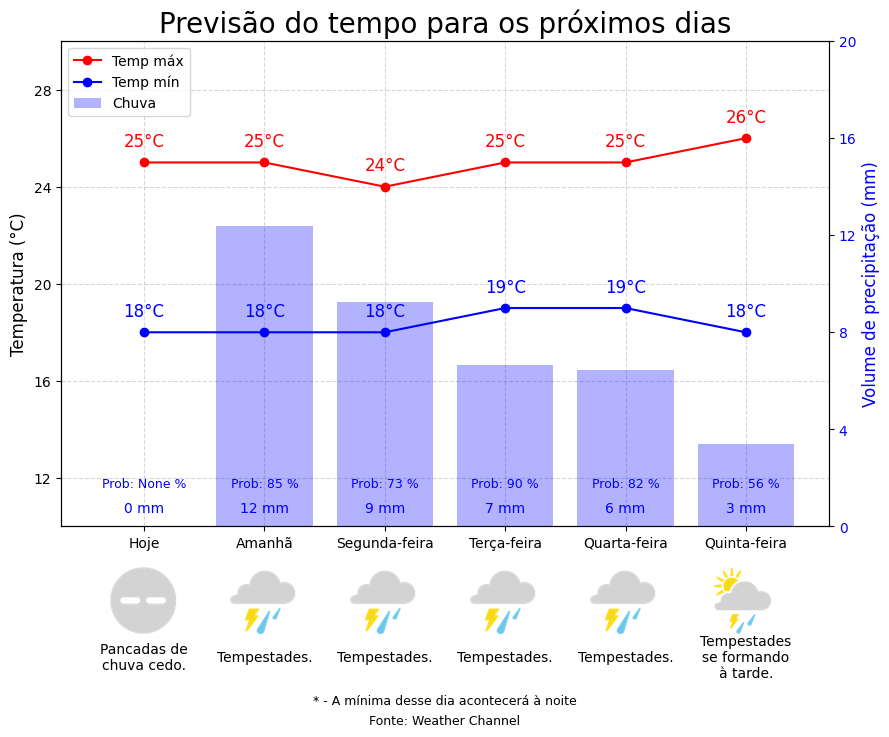 Previsão do tempo para os próximos dias
Temp máx
Temp mín
Chuva
Temperatura (°C)
28
24
20
16
12
Volume de precipitação (mm)
20
16
12
8
4
0
25°C 25°C 24°C 25°C 25°C 26°C
18°C 18°C 18°C 19°C 19°C 18°C
Prob: None % Prob: 85 % Prob: 73 % Prob: 90 % Prob: 82 % Prob: 56 %
0 mm 12 mm 9 mm 7 mm 6 mm 3 mm
Hoje Amanhã Segunda-feira Terça-feira Quarta-feira Quinta-feira
Pancadas de
chuva cedo.
Tempestades.
Tempestades.
Tempestades.
Tempestades.
Tempestades
se formando
à tarde.
* - A mínima desse dia acontecerá à noite
Fonte: Weather Channel